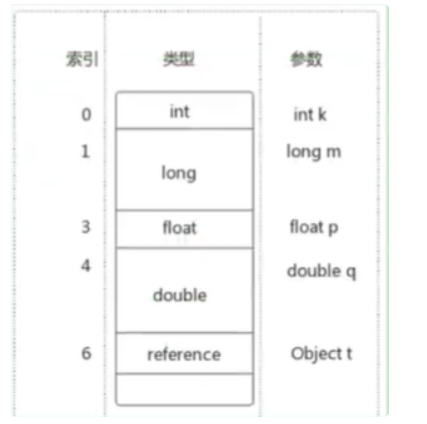 索引 类型 参数
0 int int k
1 long long m
3 float float p
4 double double q
6 reference Object t